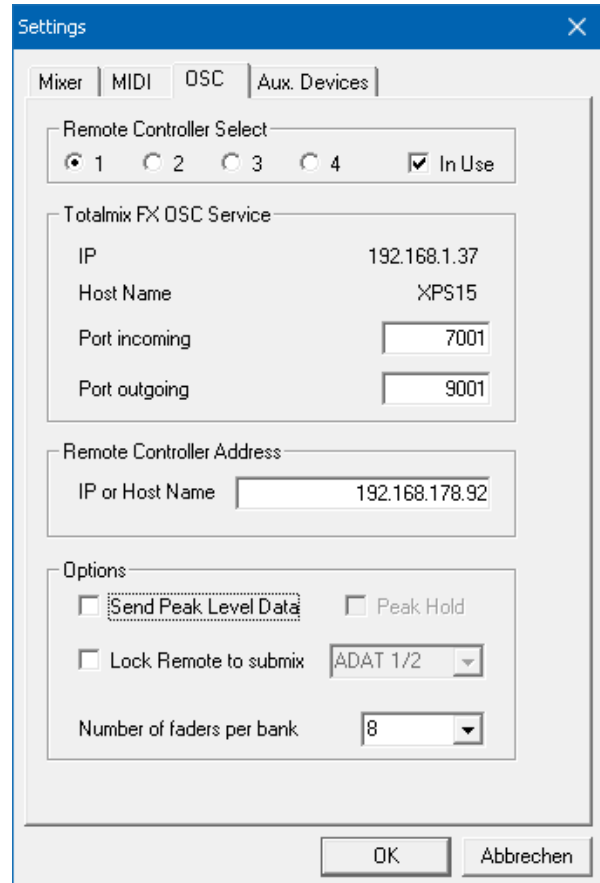 Settings
Mixer MIDI OSC Aux. Devices
Remote Controller Select
1 2 3 4 In Use
Totalmix FX OSC Service
IP 192.168.1.37
Host Name XPS15
Port incoming 7001
Port outgoing 9001
Remote Controller Address
IP or Host Name 192.168.178.92
Options
Send Peak Level Data Peak Hold
Lock Remote to submix ADAT 1/2
Number of faders per bank 8
OK Abbrechen